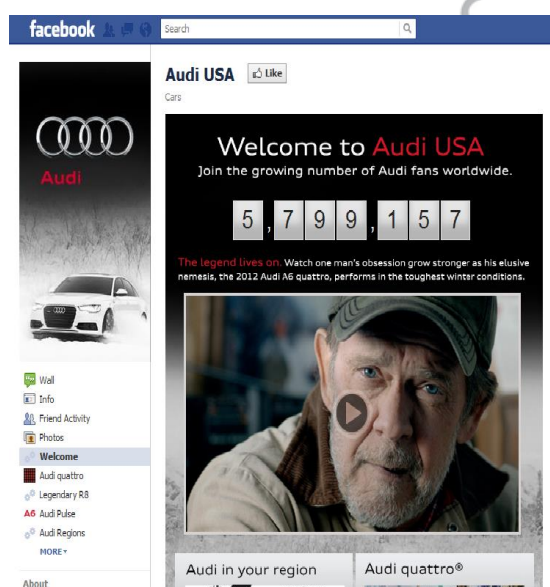 facebook
Search
Audi USA
Like
Cars
Audi
Welcome to Audi USA
Join the growing number of Audi fans worldwide.
5,799,157
The legend lives on. Watch one man's obsession grow stronger as his elusive
nemesis, the 2012 Audi A6 quattro, performs in the toughest winter conditions.
Wall
Info
Friend Activity
Photos
Welcome
Audi quattro
Legendary R8
A6 Audi Pulse
Audi Regions
MORE
About
Audi in your region
Audi quattro®